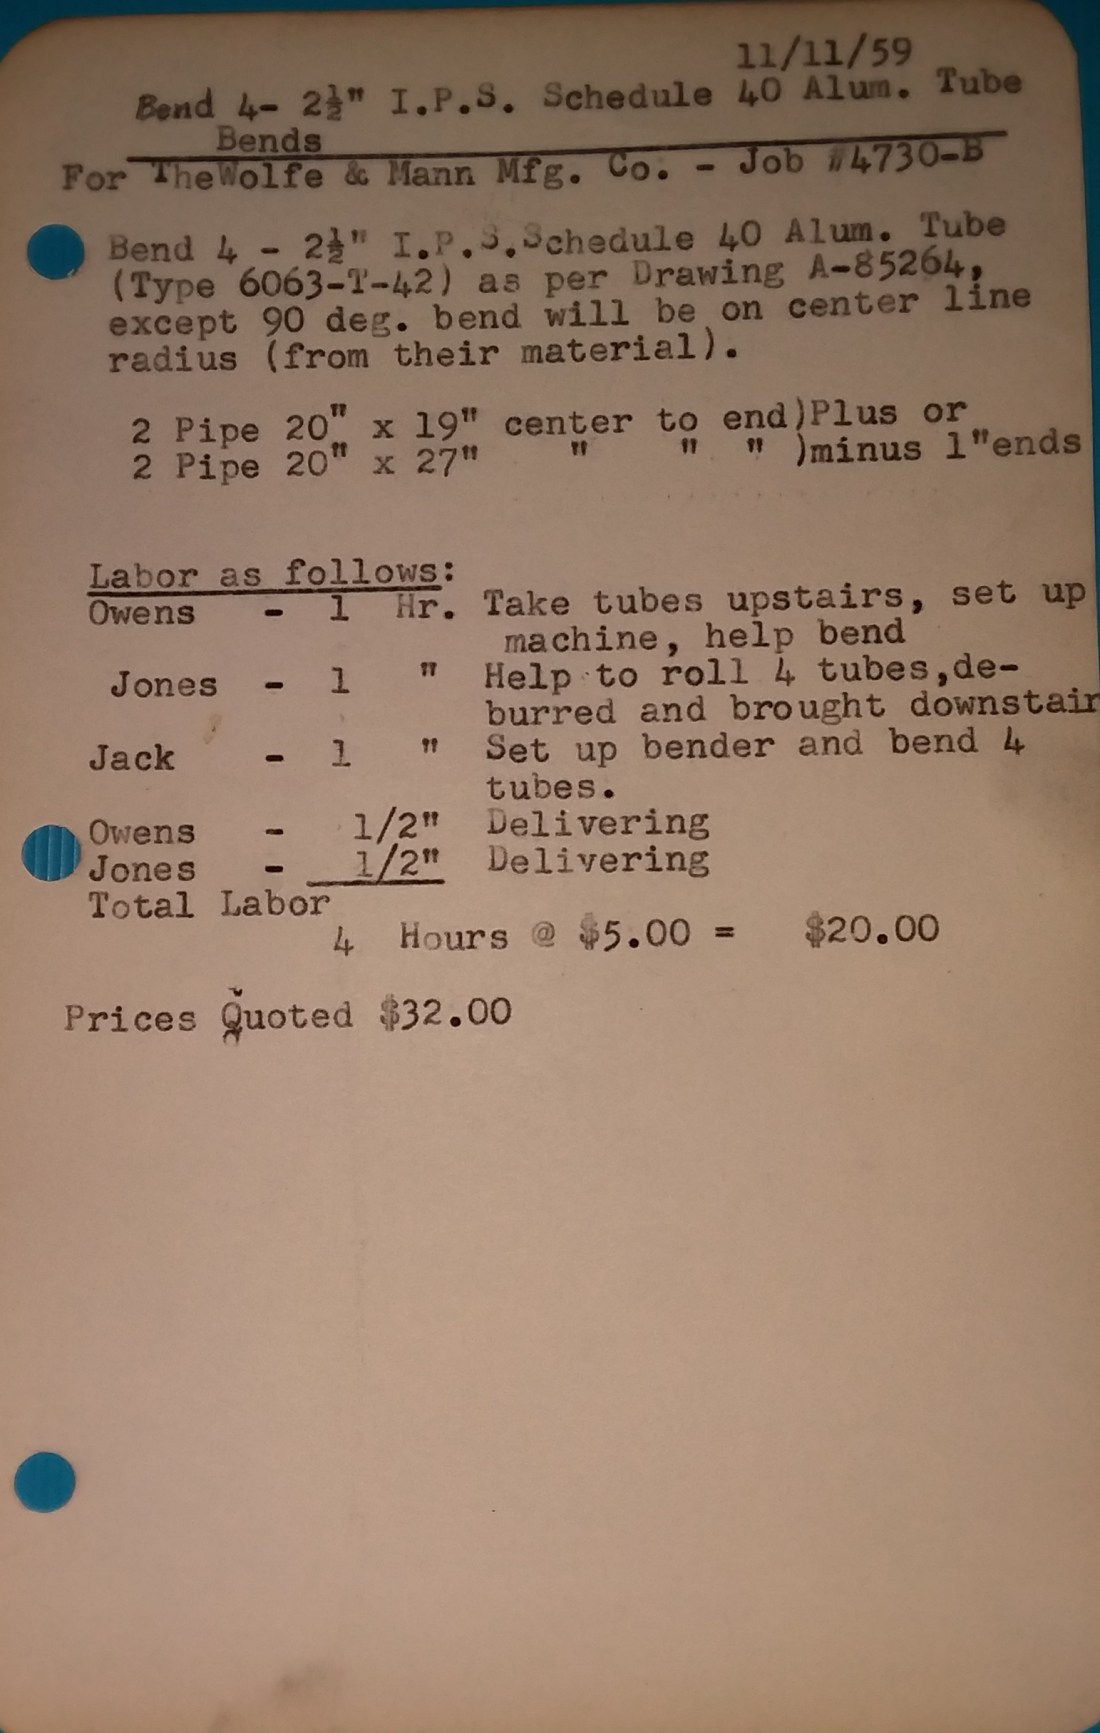 11/11/59
Bend 4- 2½" I.P.S. Schedule 40 Alum. Tube
Bends
For TheWolfe & Mann Mfg. Co. - Job #4730-B
Bend 4 - 2½" I.P.S.Schedule 40 Alum. Tube
(Type 6063-T-42) as per Drawing A-85264,
except 90 deg. bend will be on center line
radius (from their material).
2 Pipe 20" x 19" center to end)Plus or
2 Pipe 20" x 27" " " " )minus 1"ends
Labor as follows:
Owens - 1 Hr. Take tubes upstairs, set up
machine, help bend
Jones - 1 " Help to roll 4 tubes,de-
burred and brought downstair
Jack - 1 " Set up bender and bend 4
tubes.
Owens - 1/2" Delivering
Jones - 1/2" Delivering
Total Labor
4 Hours @ $5.00 = $20.00
Prices Quoted $32.00